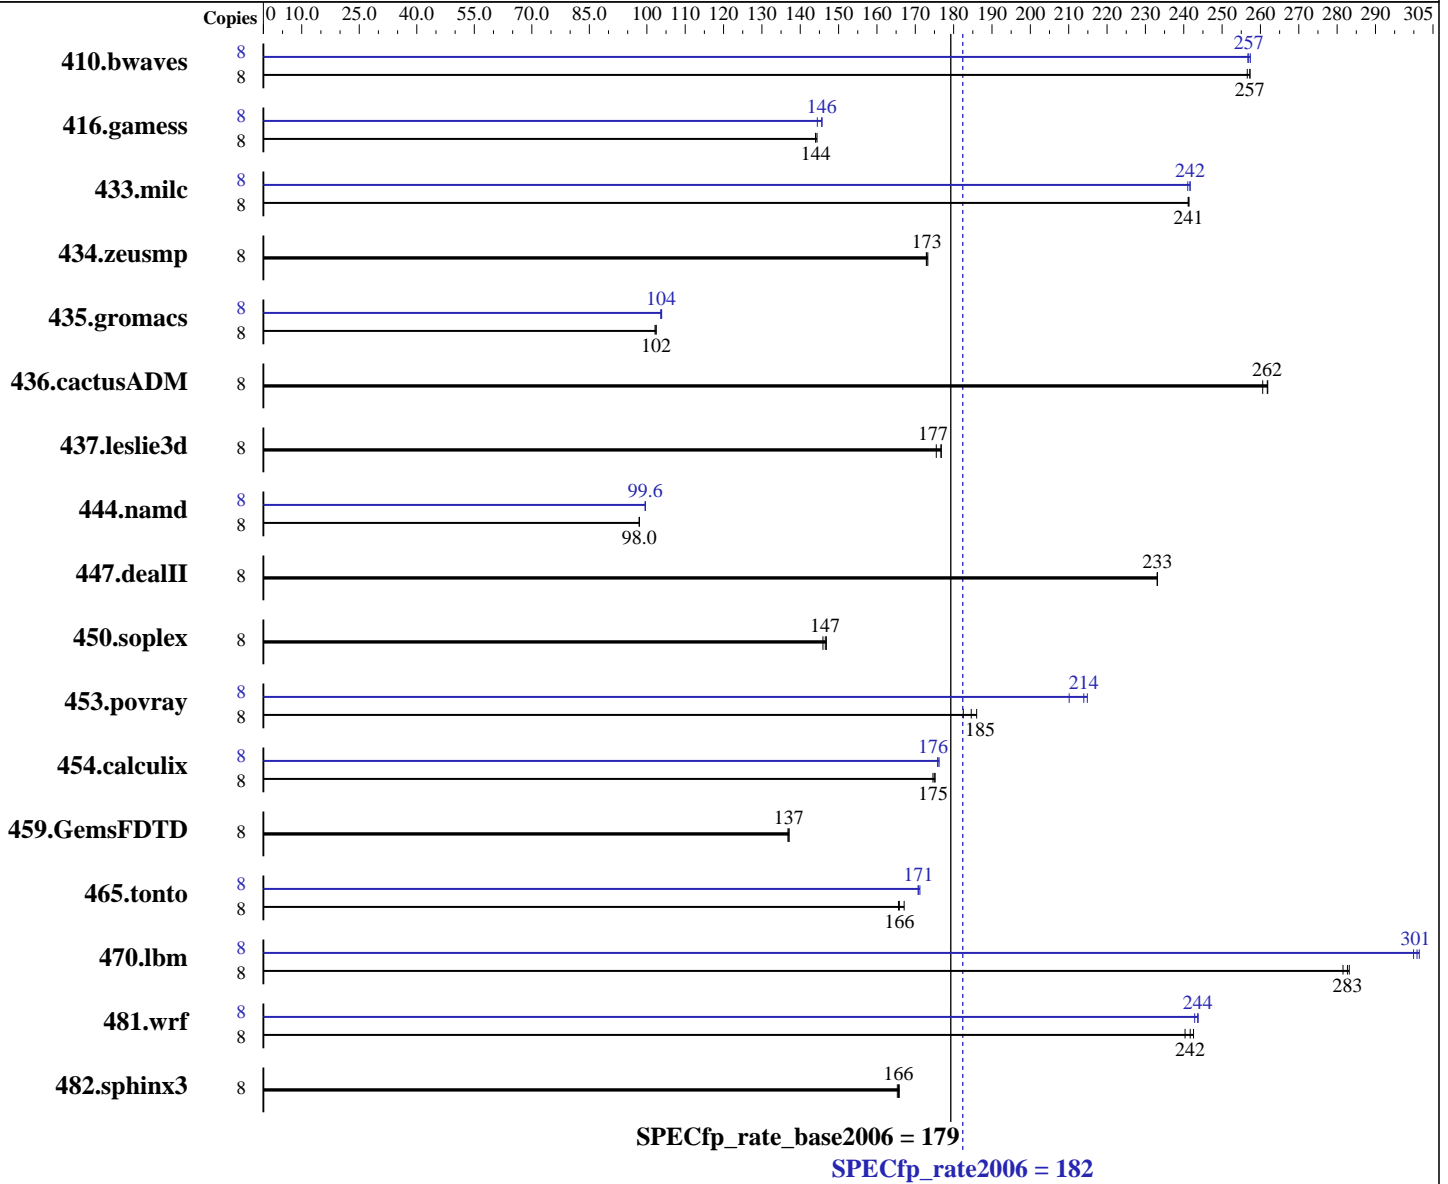 Copies 0 10.0 25.0 40.0 55.0 70.0 85.0 100 110 120 130 140 150 160 170 180 190 200 210 220 230 240 250 260 270 280 290 305
410.bwaves 8 257
8 257
416.gamess 8 146
8 144
433.milc 8 242
8 241
434.zeusmp 8 173
435.gromacs 8 104
8 102
436.cactusADM 8 262
437.leslie3d 8 177
444.namd 8 99.6
8 98.0
447.dealII 8 233
450.soplex 8 147
453.povray 8 214
8 185
454.calculix 8 176
8 175
459.GemsFDTD 8 137
465.tonto 8 171
8 166
470.lbm 8 301
8 283
481.wrf 8 244
8 242
482.sphinx3 8 166
SPECfp_rate_base2006 = 179
SPECfp_rate2006 = 182